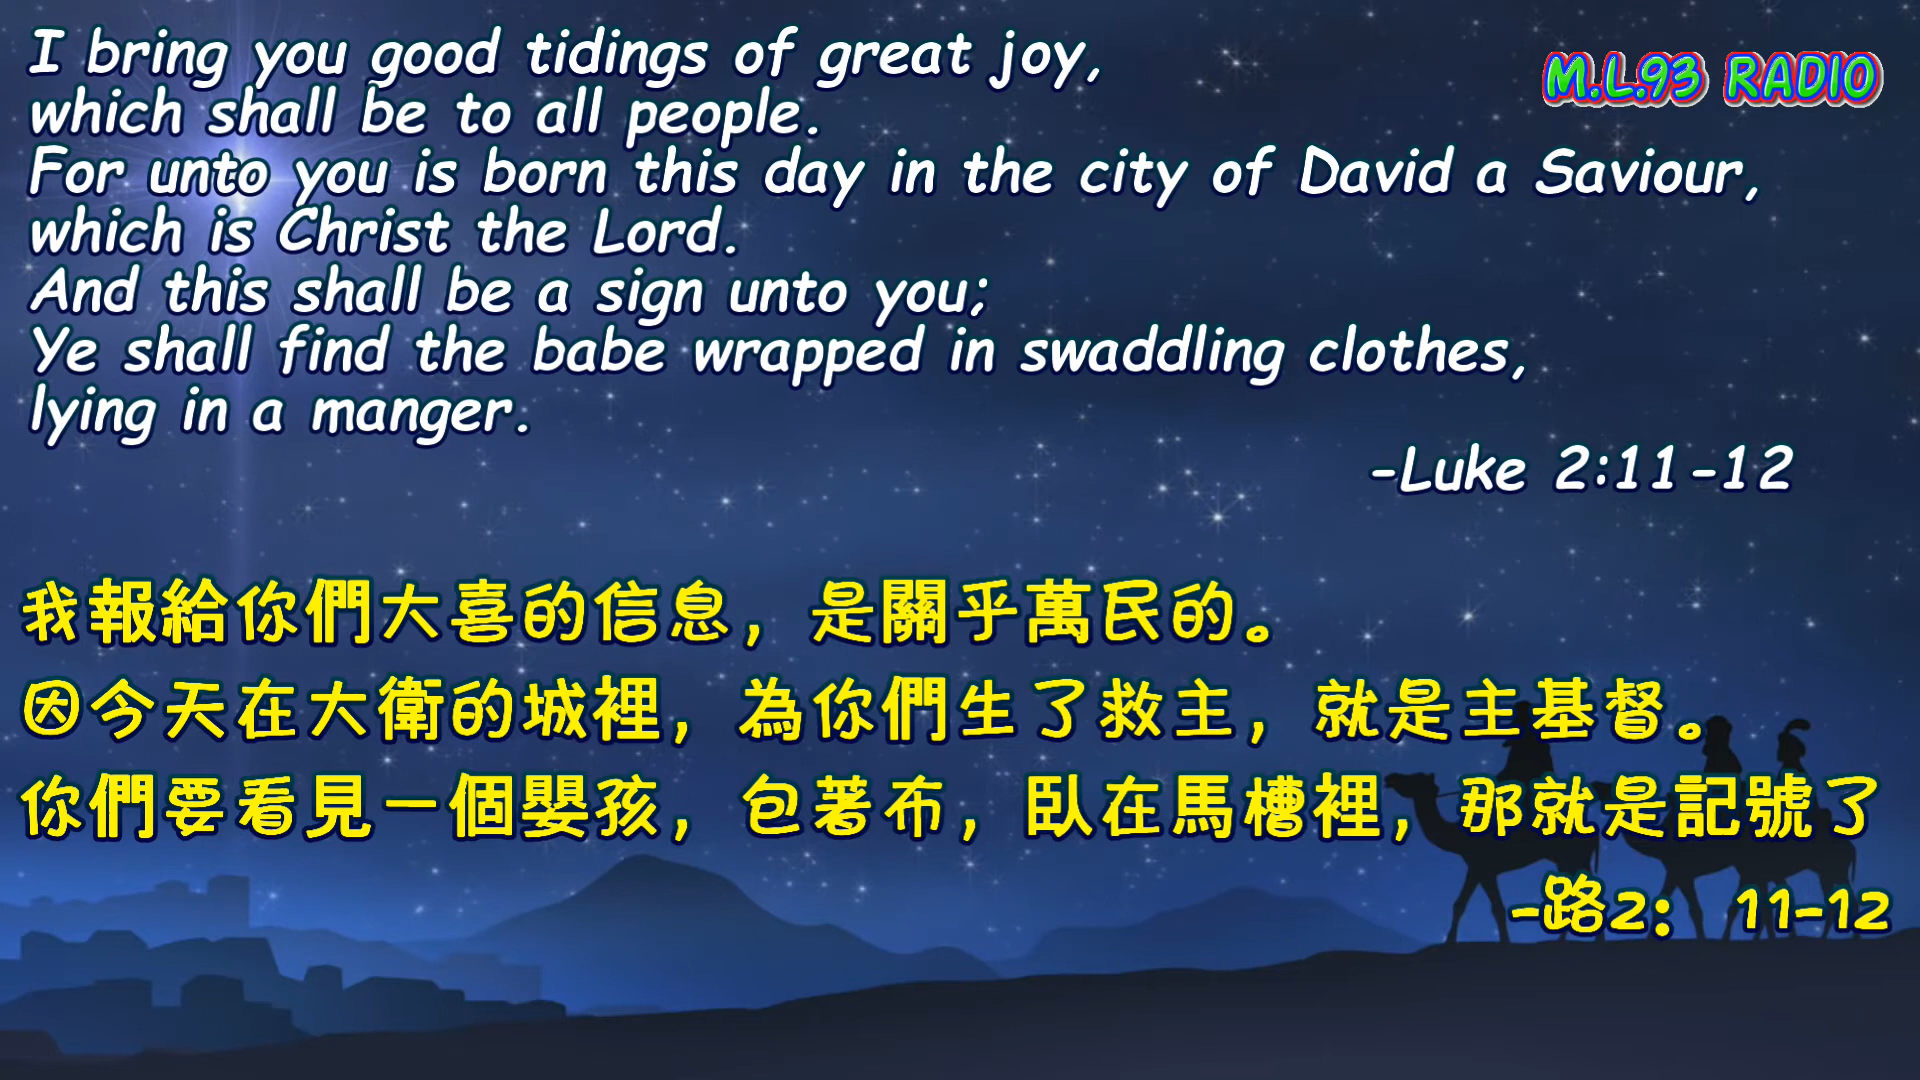 I bring you good tidings of great joy,
M.L.93 RADIO
which shall be to all people.
For unto you is born this day in the city of David a Saviour,
which is Christ the Lord.
And this shall be a sign unto you;
Ye shall find the babe wrapped in swaddling clothes,
lying in a manger.
-Luke 2:11-12
我報給你們大喜的信息，是關乎萬民的。
因今天在大衛的城裡，為你們生了救主，就是主基督。
你們要看見一個嬰孩，包著布，臥在馬槽裡，那就是記號了
-路2： 11-12